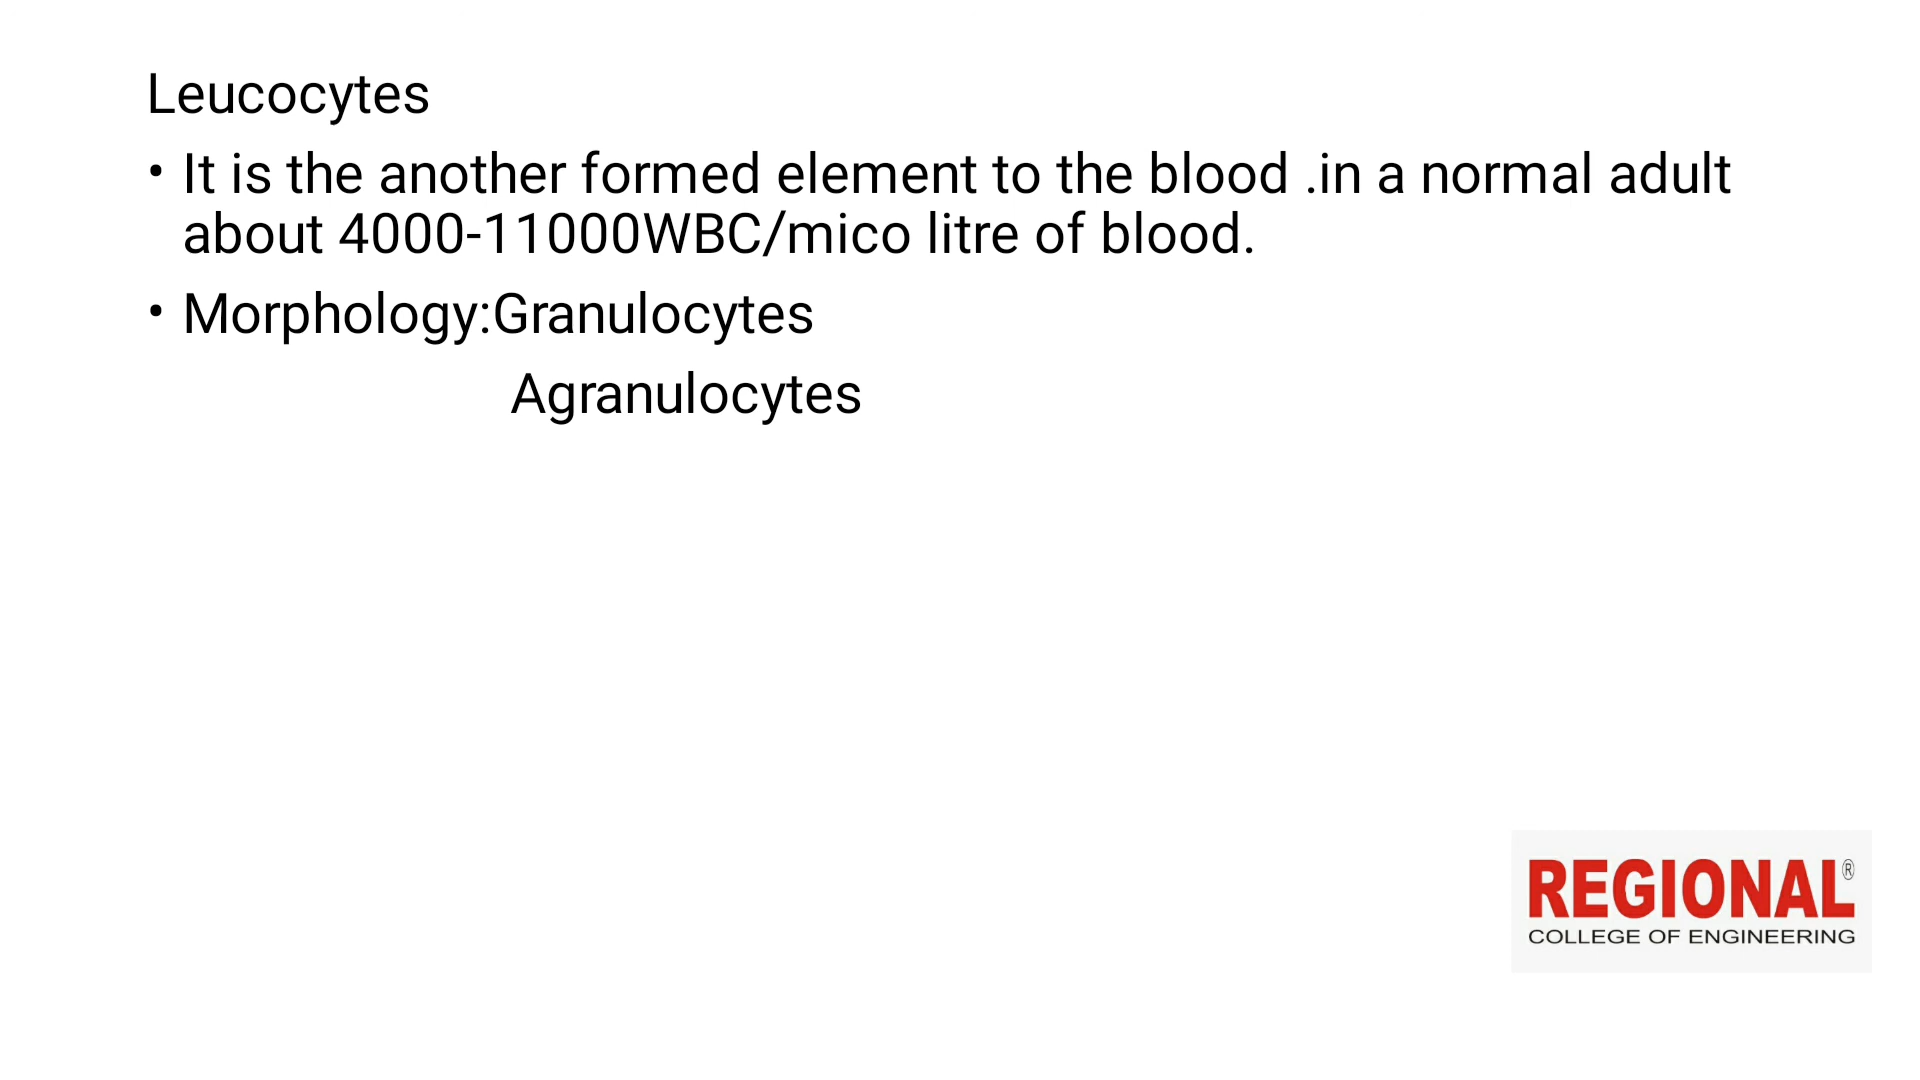 Leucocytes
• It is the another formed element to the blood .in a normal adult
about 4000-11000WBC/mico litre of blood.
• Morphology:Granulocytes
Agranulocytes
REGIONAL®
COLLEGE OF ENGINEERING